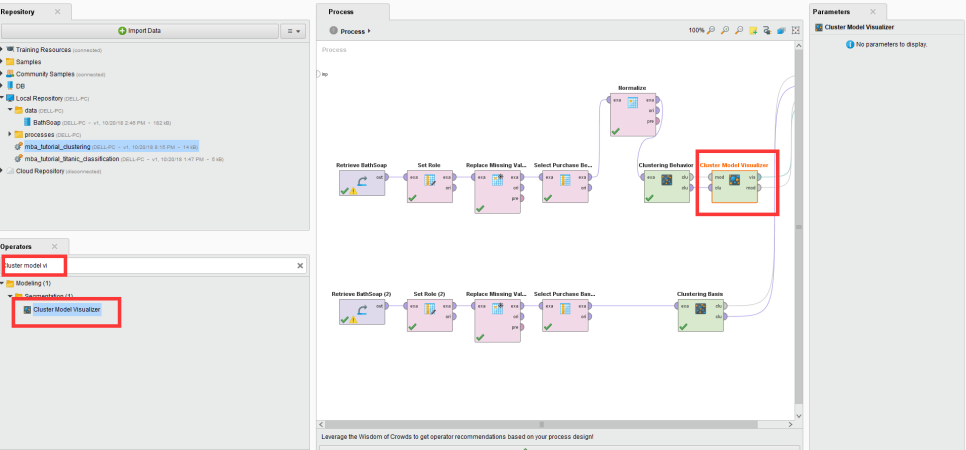 Repository
Import Data
Training Resources (connected)
Samples
Community Samples (connected)
DB
Local Repository (DELL-PC)
data (DELL-PC)
BathSoap (DELL-PC – v1, 10/20/18 2:46 PM – 182 kB)
processes (DELL-PC)
mba_tutorial_clustering (DELL-PC – v1, 10/20/18 6:15 PM – 14 kB)
mba_tutorial_titanic_classification (DELL-PC – v1, 10/20/18 1:47 PM – 5 kB)
Cloud Repository (disconnected)
Operators
Cluster model vi
Modeling (1)
Segmentation (1)
Cluster Model Visualizer
Process
Process
100%
Process
inp
Normalize
exa exa
ori
pre
Retrieve BathSoap
Set Role
Replace Missing Val...
Select Purchase Be...
Clustering Behavior
Cluster Model Visualizer
out
exa exa
ori
exa exa
ori
pre
exa exa
ori
exa clu
clu
mod vis
clu mod
Retrieve BathSoap (2)
Set Role (2)
Replace Missing Val...
Select Purchase Bas...
Clustering Basis
out
exa exa
ori
exa exa
ori
pre
exa exa
ori
exa clu
clu
Leverage the Wisdom of Crowds to get operator recommendations based on your process design!
Parameters
Cluster Model Visualizer
No parameters to display.